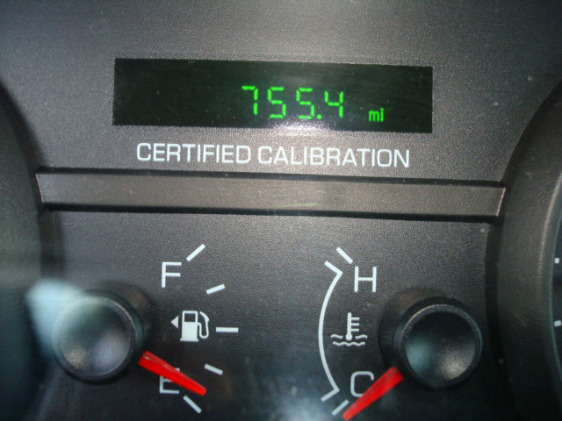 755.4 mi
CERTIFIED CALIBRATION
F H
E C